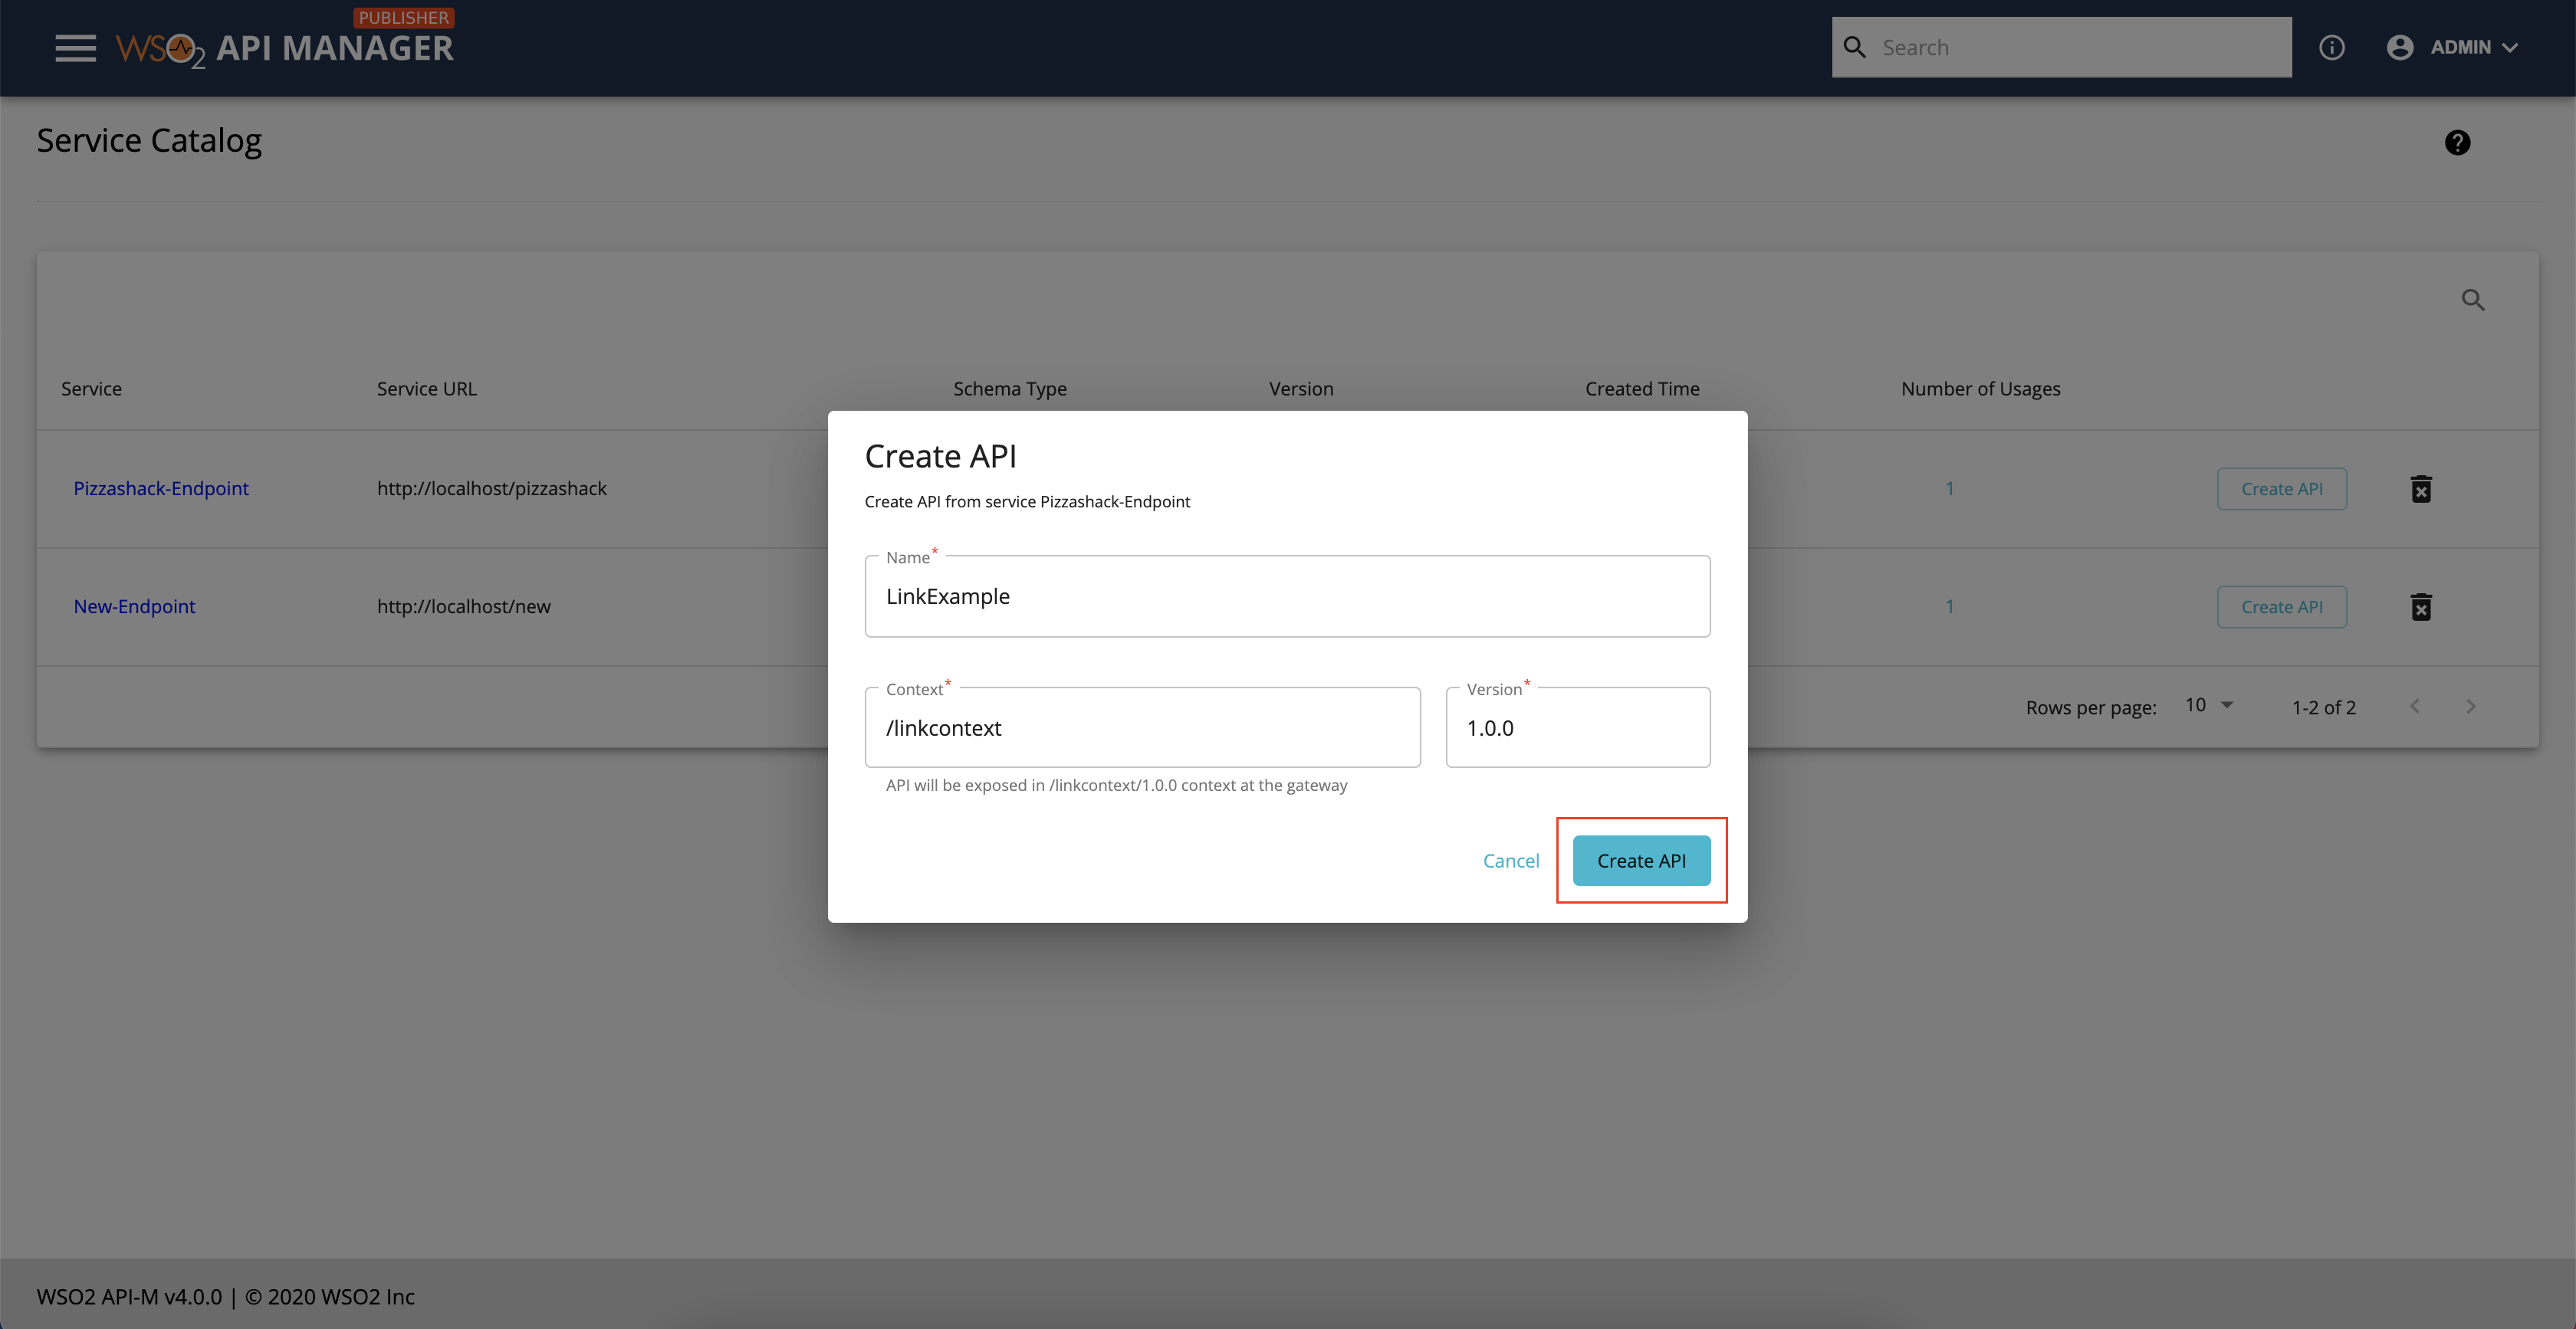 PUBLISHER
WSO2 API MANAGER
Search
ADMIN
Service Catalog
Service Service URL Schema Type Version Created Time Number of Usages
Pizzashack-Endpoint http://localhost/pizzashack 1 Create API
New-Endpoint http://localhost/new 1 Create API
Rows per page: 10 1-2 of 2
Create API
Create API from service Pizzashack-Endpoint
Name*
LinkExample
Context* Version*
/linkcontext 1.0.0
API will be exposed in /linkcontext/1.0.0 context at the gateway
Cancel Create API
WSO2 API-M v4.0.0 | © 2020 WSO2 Inc